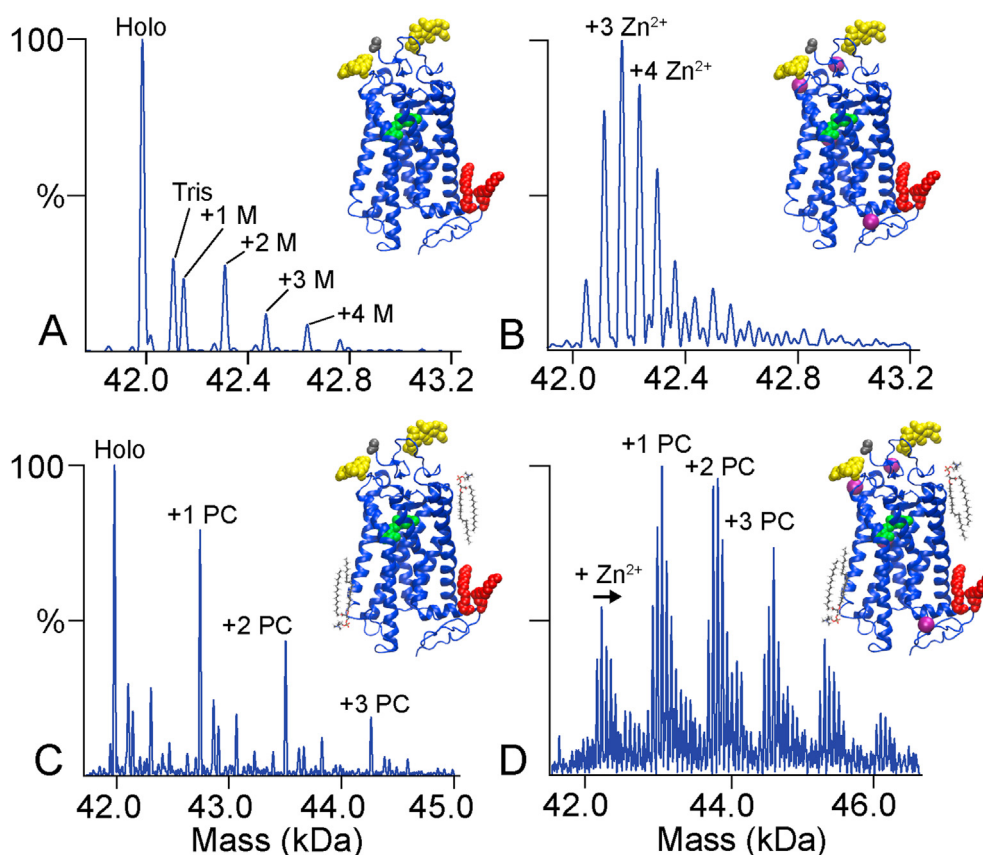 Holo
100
%
Tris
+1 M
+2 M
+3 M
+4 M
A
42.0
42.4
42.8
43.2
+3 Zn²⁺
+4 Zn²⁺
B
42.0
42.4
42.8
43.2
Holo
100
%
+1 PC
+2 PC
+3 PC
C
42.0
43.0
44.0
45.0
Mass (kDa)
+1 PC
+2 PC
+3 PC
+ Zn²⁺
D
42.0
44.0
46.0
Mass (kDa)